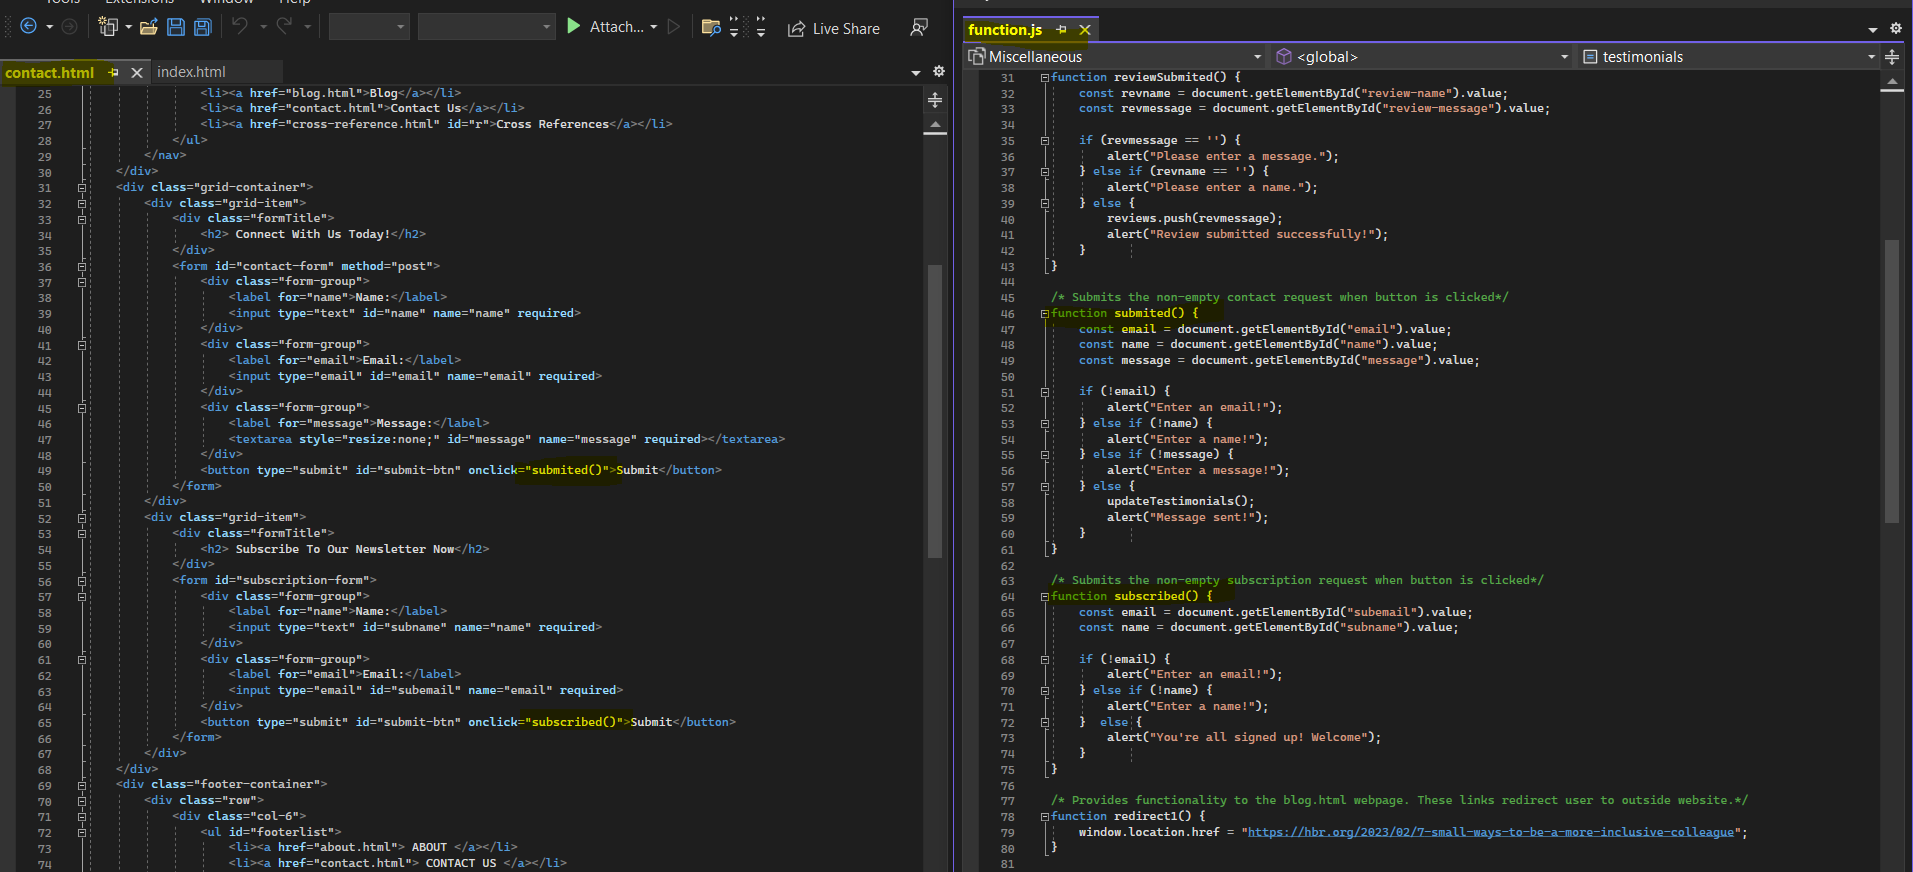 Tools Extensions Window Help
Attach...
Live Share
contact.html
index.html
25 <li><a href="blog.html">Blog</a></li>
26 <li><a href="contact.html">Contact Us</a></li>
27 <li><a href="cross-reference.html" id="r">Cross References</a></li>
28 </ul>
29 </nav>
30 </div>
31 <div class="grid-container">
32 <div class="grid-item">
33 <div class="formTitle">
34 <h2> Connect With Us Today!</h2>
35 </div>
36 <form id="contact-form" method="post">
37 <div class="form-group">
38 <label for="name">Name:</label>
39 <input type="text" id="name" name="name" required>
40 </div>
41 <div class="form-group">
42 <label for="email">Email:</label>
43 <input type="email" id="email" name="email" required>
44 </div>
45 <div class="form-group">
46 <label for="message">Message:</label>
47 <textarea style="resize:none;" id="message" name="message" required></textarea>
48 </div>
49 <button type="submit" id="submit-btn" onclick="submited()">Submit</button>
50 </form>
51 </div>
52 <div class="grid-item">
53 <div class="formTitle">
54 <h2> Subscribe To Our Newsletter Now</h2>
55 </div>
56 <form id="subscription-form">
57 <div class="form-group">
58 <label for="name">Name:</label>
59 <input type="text" id="subname" name="name" required>
60 </div>
61 <div class="form-group">
62 <label for="email">Email:</label>
63 <input type="email" id="subemail" name="email" required>
64 </div>
65 <button type="submit" id="submit-btn" onclick="subscribed()">Submit</button>
66 </form>
67 </div>
68 </div>
69 <div class="footer-container">
70 <div class="row">
71 <div class="col-6">
72 <ul id="footerlist">
73 <li><a href="about.html"> ABOUT </a></li>
74 <li><a href="contact.html"> CONTACT US </a></li>
function.js
Miscellaneous
<global>
testimonials
31 function reviewSubmited() {
32 const revname = document.getElementById("review-name").value;
33 const revmessage = document.getElementById("review-message").value;
34
35 if (revmessage == '') {
36 alert("Please enter a message.");
37 } else if (revname == '') {
38 alert("Please enter a name.");
39 } else {
40 reviews.push(revmessage);
41 alert("Review submitted successfully!");
42 }
43 }
44
45 /* Submits the non-empty contact request when button is clicked*/
46 function submited() {
47 const email = document.getElementById("email").value;
48 const name = document.getElementById("name").value;
49 const message = document.getElementById("message").value;
50
51 if (!email) {
52 alert("Enter an email!");
53 } else if (!name) {
54 alert("Enter a name!");
55 } else if (!message) {
56 alert("Enter a message!");
57 } else {
58 updateTestimonials();
59 alert("Message sent!");
60 }
61 }
62
63 /* Submits the non-empty subscription request when button is clicked*/
64 function subscribed() {
65 const email = document.getElementById("subemail").value;
66 const name = document.getElementById("subname").value;
67
68 if (!email) {
69 alert("Enter an email!");
70 } else if (!name) {
71 alert("Enter a name!");
72 } else {
73 alert("You're all signed up! Welcome");
74 }
75 }
76
77 /* Provides functionality to the blog.html webpage. These links redirect user to outside website.*/
78 function redirect1() {
79 window.location.href = "https://hbr.org/2023/02/7-small-ways-to-be-a-more-inclusive-colleague";
80 }
81